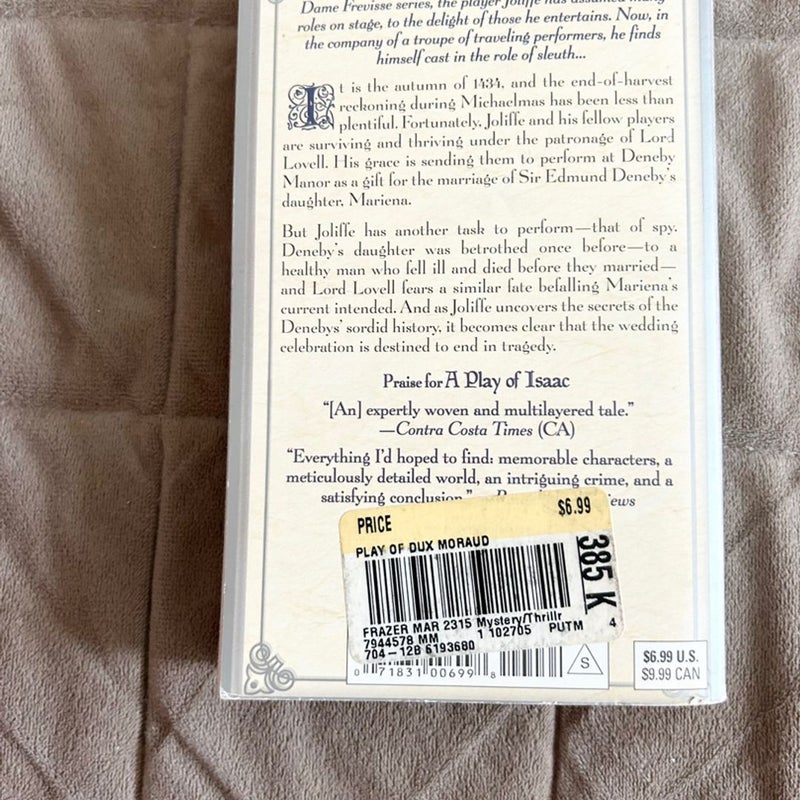 Dame Frevisse series, the player Joliffe has assumed many
roles on stage, to the delight of those he entertains. Now, in
the company of a troupe of traveling performers, he finds
himself cast in the role of sleuth...
It is the autumn of 1434, and the end-of-harvest
reckoning during Michaelmas has been less than
plentiful. Fortunately, Joliffe and his fellow players
are surviving and thriving under the patronage of Lord
Lovell. His grace is sending them to perform at Deneby
Manor as a gift for the marriage of Sir Edmund Deneby's
daughter, Mariena.
But Joliffe has another task to perform—that of spy.
Deneby's daughter was betrothed once before—to a
healthy man who fell ill and died before they married—
and Lord Lovell fears a similar fate befalling Mariena's
current intended. And as Joliffe uncovers the secrets of the
Denebys' sordid history, it becomes clear that the wedding
celebration is destined to end in tragedy.
Praise for A Play of Isaac
"[An] expertly woven and multilayered tale."
—Contra Costa Times (CA)
"Everything I'd hoped to find: memorable characters, a
meticulously detailed world, an intriguing crime, and a
satisfying conclusion."
PRICE $6.99
PLAY OF DUX MORAUD
385 K
FRAZER MAR 2315 Mystery/Thrillr
7944578 MM 1 102705 PUTM 4
704-12B 6193680
0 71831 00699 8
S
$6.99 U.S.
$9.99 CAN